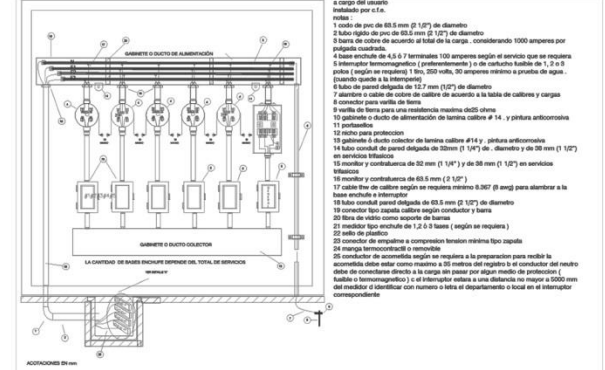 GABINETE O DUCTO DE ALIMENTACIÓN
GABINETE O DUCTO COLECTOR
LA CANTIDAD DE BASES ENCHUFE DEPENDE DEL TOTAL DE SERVICIOS
ACOTACIONES EN mm
a cargo del usuario
instalado por c.f.e.
notas :
1 codo de pvc de 63.5 mm (2 1/2") de diametro
2 tubo rigido de pvc de 63.5 mm (2 1/2") de diametro
3 barra de cobre de acuerdo al total de la carga . considerando 1000 amperes por
pulgada cuadrada.
4 base enchufe de 4,5 ò 7 terminales 100 amperes según el servicio que se requiera
5 interruptor termomagnetico ( preferentemente ) o de cartucho fusible de 1, 2 o 3
polos ( según se requiera) 1 tiro, 250 volts, 30 amperes minimo a prueba de agua .
(cuando quede a la intemperie)
6 tubo de pared delgada de 12.7 mm (1/2") de diametro
7 alambre o cable de cobre de calibre de acuerdo a la tabla de calibres y cargas
8 conector para varilla de tierra
9 varilla de tierra para una resistencia maxima de25 ohms
10 gabinete o ducto de alimentación de lamina calibre # 14 . y pintura anticorrosiva
11 portasellos
12 nicho para proteccion
13 gabinete ó ducto colector de lamina calibre #14 y . pintura anticorrosiva
14 tubo conduit de pared delgada de 32mm (1 1/4") de . diametro y de 38 mm (1 1/2")
en servicios trifasicos
15 monitor y contratuerca de 32 mm (1 1/4" ) y de 38 mm (1 1/2") en servicios
trifasicos
16 monitor y contratuerca de 63.5 mm ( 2 1/2" )
17 cable thw de calibre según se requiera minimo 8.367 (8 awg) para alambrar a la
base enchufe e interruptor
18 tubo conduit pared delgada de 63.5 mm (2 1/2") de diametro
19 conector tipo zapata calibre según conductor y barra
20 fibra de vidrio como soporte de barras
21 medidor tipo enchufe de 1,2 ò 3 fases ( según se requiera )
22 sello de plastico
23 conector de empalme a compresion tension minima tipo zapata
24 manga termocontractil o removible
25 conductor de acometida según se requiera a la preparacion para recibir la
acometida debe estar como maximo a 35 metros del registro b el conductor del neutro
debe de conectarse directo a la carga sin pasar por algun medio de proteccion (
fusible o termomagnetico ) c el interruptor estara a una distancia no mayor a 5000 mm
del medidor d identificar con numero o letra el departamento o local en el interruptor
correspondiente